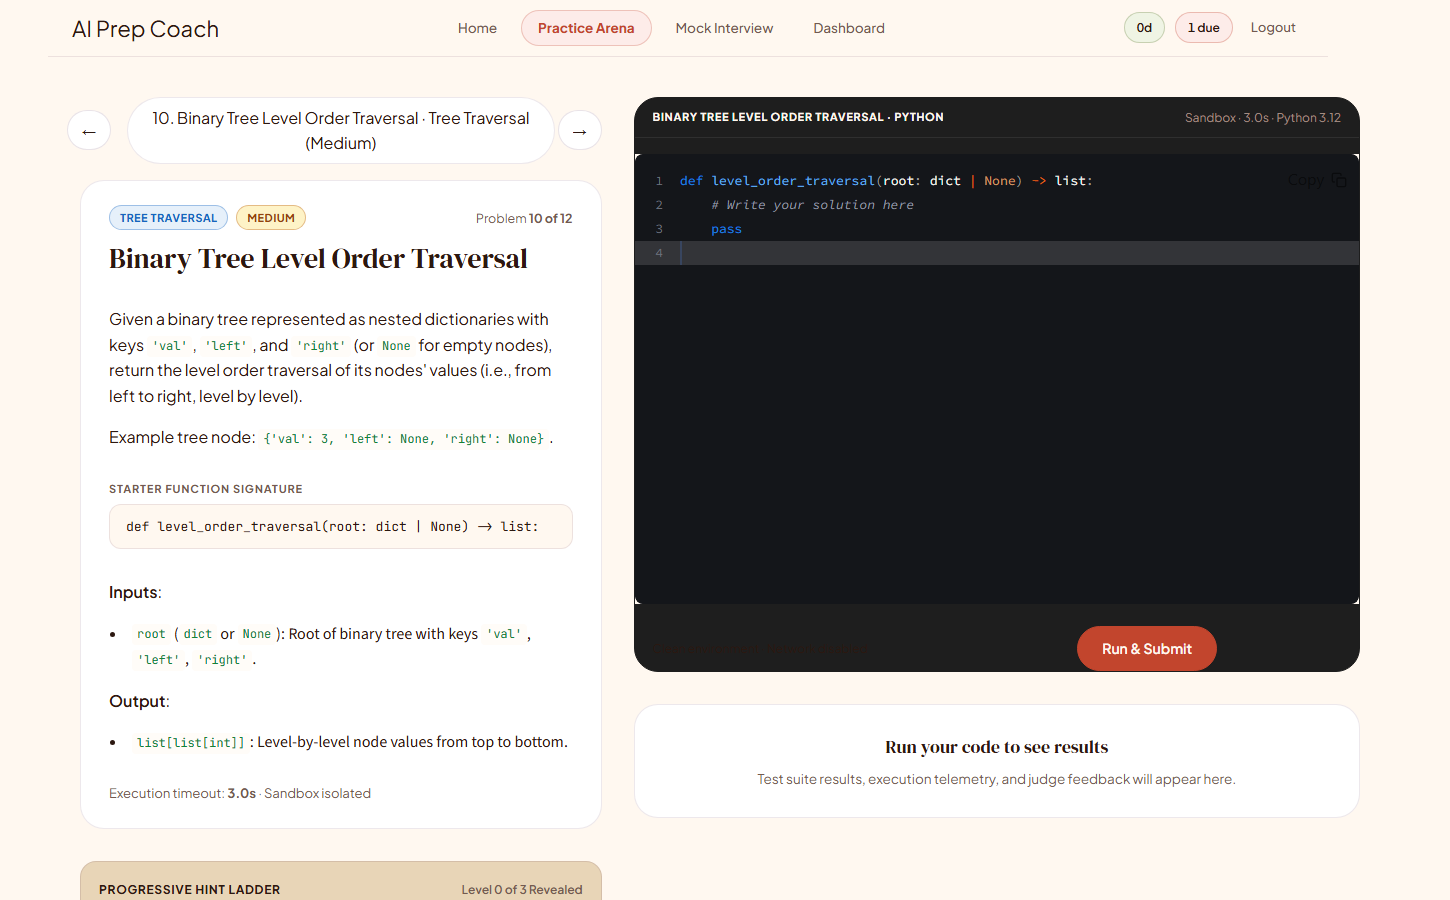 AI Prep Coach
Home
Practice Arena
Mock Interview
Dashboard
0d
1 due
Logout
←
10. Binary Tree Level Order Traversal · Tree Traversal
(Medium)
→
TREE TRAVERSAL
MEDIUM
Problem 10 of 12
Binary Tree Level Order Traversal
Given a binary tree represented as nested dictionaries with
keys 'val' , 'left' , and 'right' (or None for empty nodes),
return the level order traversal of its nodes' values (i.e., from
left to right, level by level).
Example tree node: {'val': 3, 'left': None, 'right': None} .
STARTER FUNCTION SIGNATURE
def level_order_traversal(root: dict | None) -> list:
Inputs:
• root ( dict or None ): Root of binary tree with keys 'val' ,
'left' , 'right' .
Output:
• list[list[int]] : Level-by-level node values from top to bottom.
Execution timeout: 3.0s · Sandbox isolated
PROGRESSIVE HINT LADDER
Level 0 of 3 Revealed
BINARY TREE LEVEL ORDER TRAVERSAL · PYTHON
Sandbox · 3.0s · Python 3.12
1 def level_order_traversal(root: dict | None) -> list:
Copy
2 # Write your solution here
3 pass
4
Run & Submit
Run your code to see results
Test suite results, execution telemetry, and judge feedback will appear here.